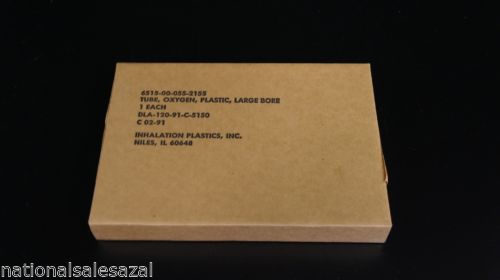 6515-00-055-2155
TUBE, OXYGEN, PLASTIC, LARGE BORE
1 EACH
DLA-120-91-C-5150
C 02-91
INHALATION PLASTICS, INC.
NILES, IL 60648
nationalsalesazal